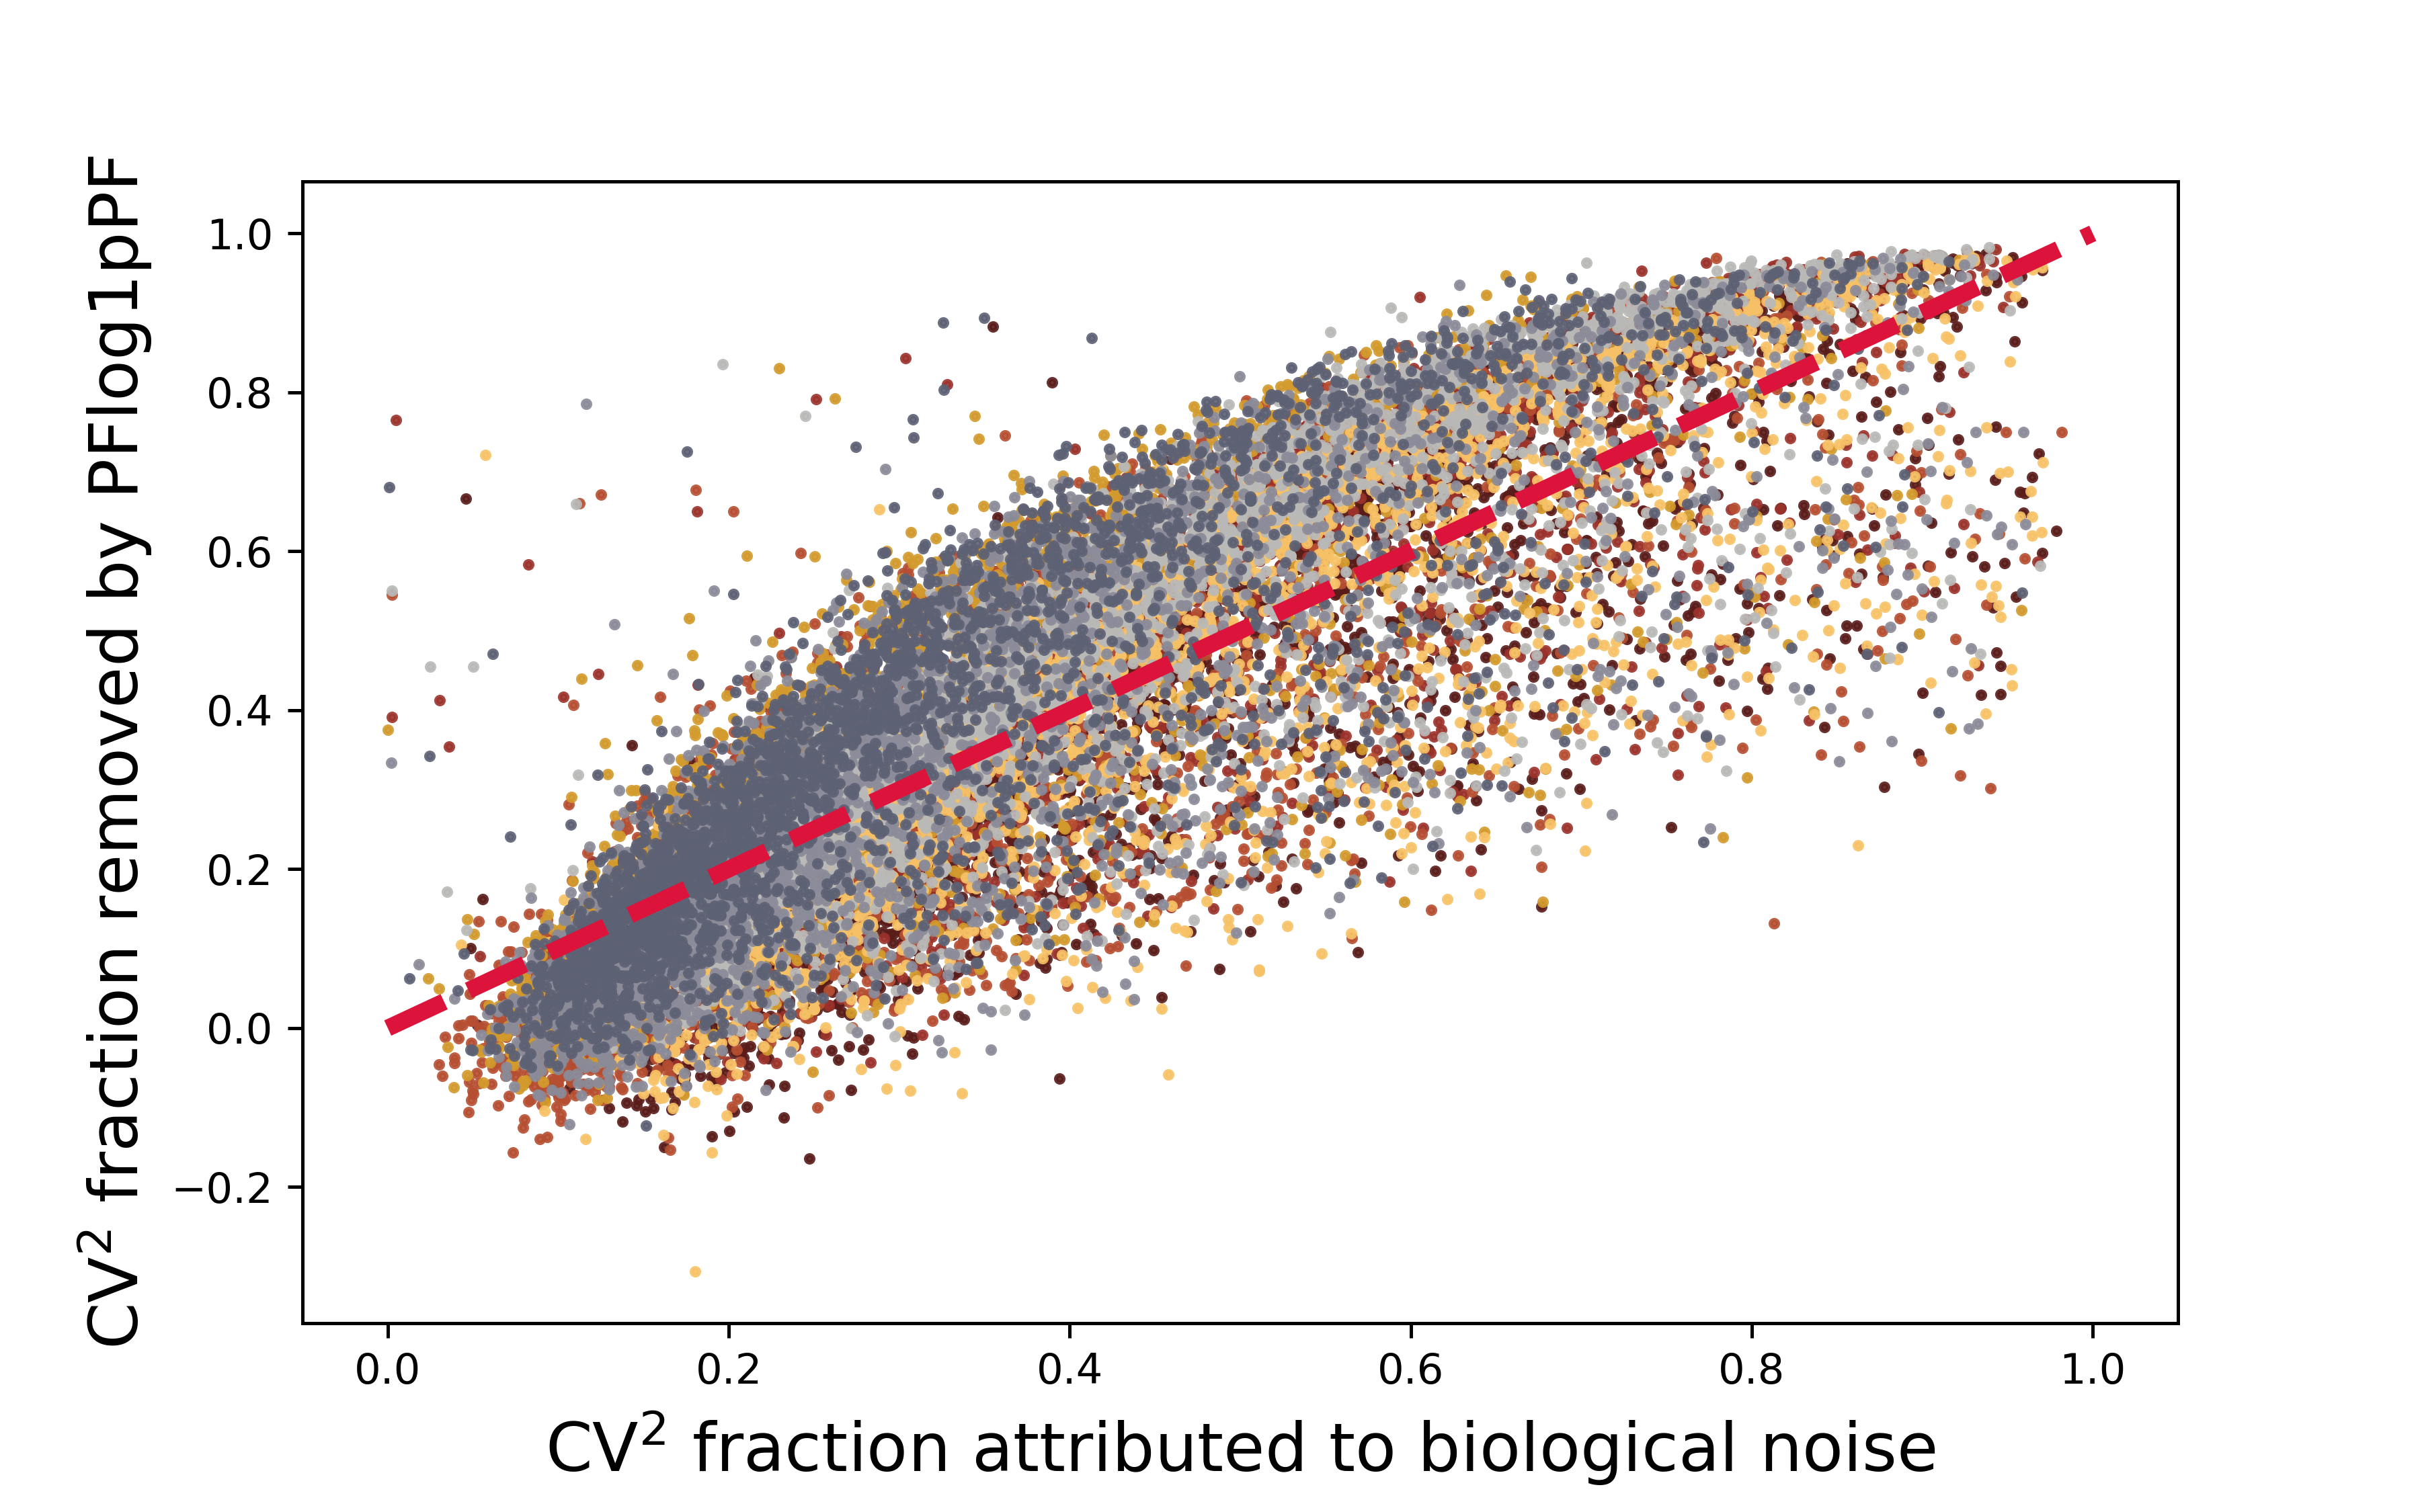 CV² fraction removed by PFlog1pPF
1.0
0.8
0.6
0.4
0.2
0.0
−0.2
0.0 0.2 0.4 0.6 0.8 1.0
CV² fraction attributed to biological noise